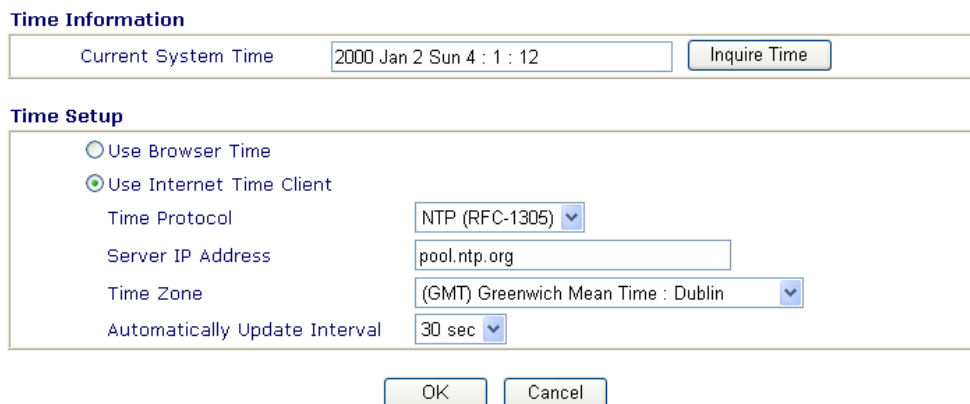 Time Information
Current System Time 2000 Jan 2 Sun 4 : 1 : 12 Inquire Time
Time Setup
Use Browser Time
Use Internet Time Client
Time Protocol NTP (RFC-1305)
Server IP Address pool.ntp.org
Time Zone (GMT) Greenwich Mean Time : Dublin
Automatically Update Interval 30 sec
OK Cancel